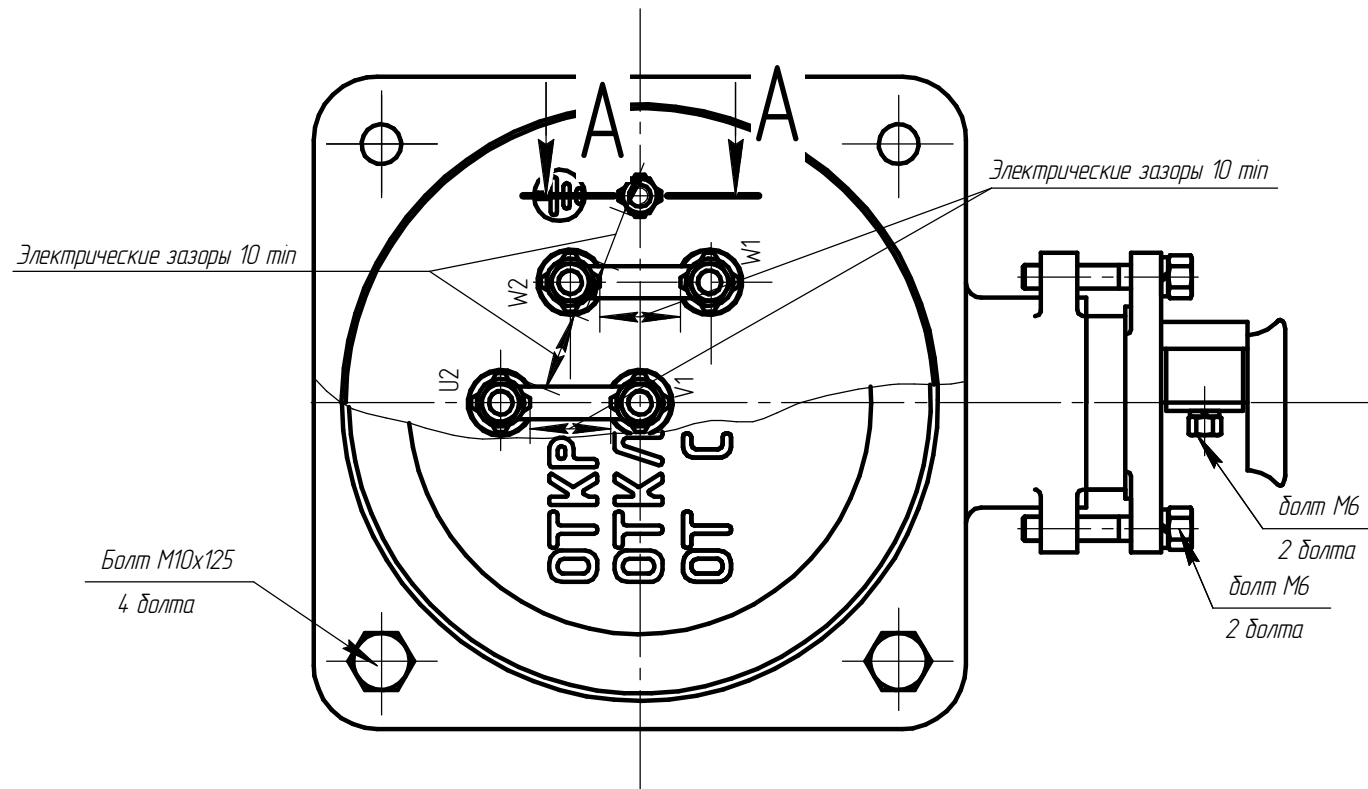 А
А
Электрические зазоры 10 min
Электрические зазоры 10 min
W1
W2
U2
V1
ОТКР
ОТКЛ
ОТ С
болт М6
2 болта
болт М6
2 болта
Болт М10х125
4 болта